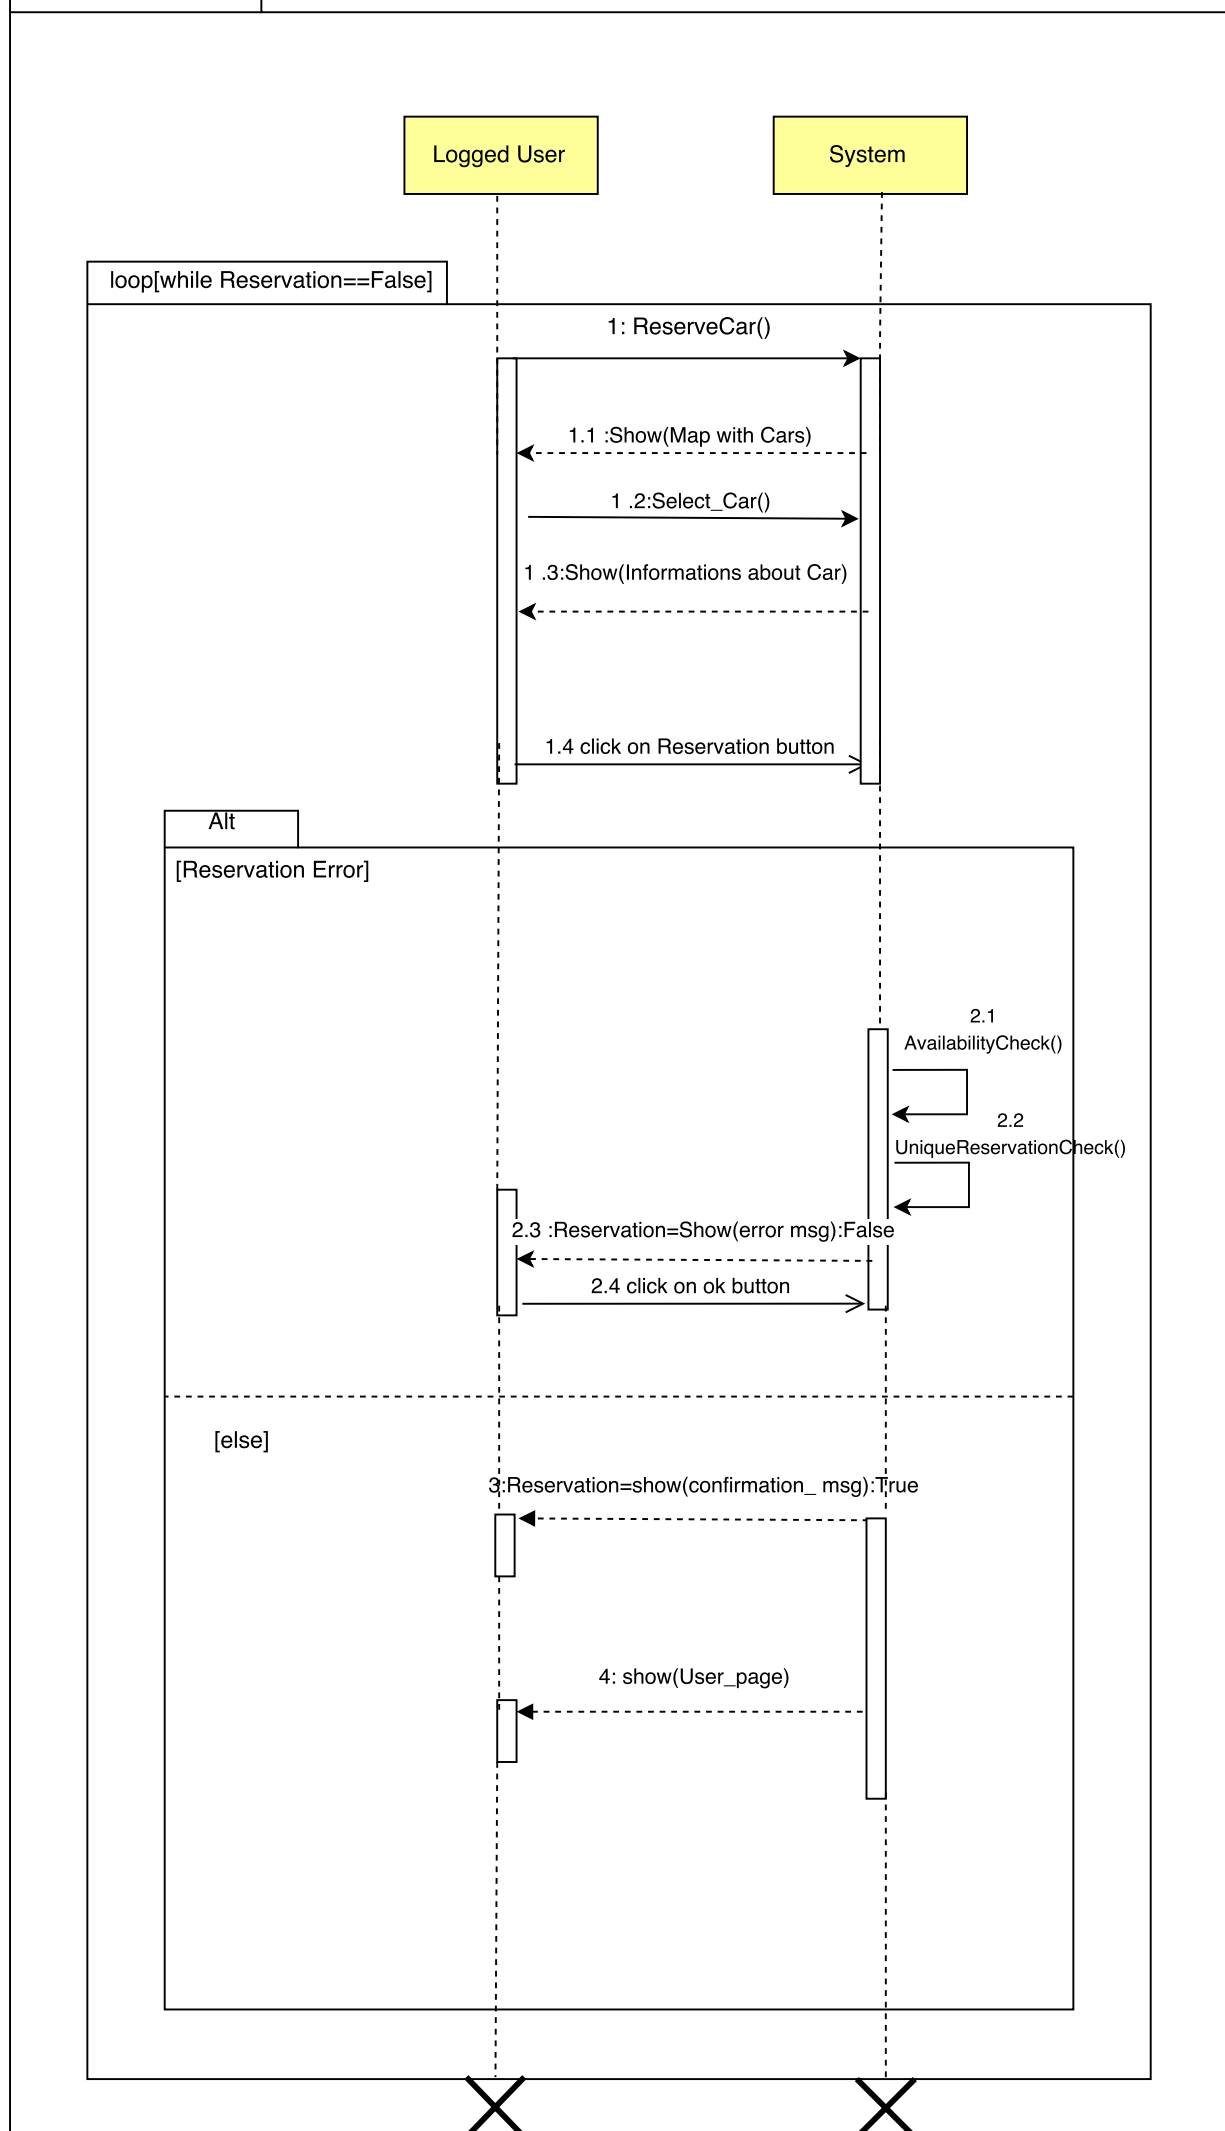 Logged User
System
loop[while Reservation==False]
1: ReserveCar()
1.1 :Show(Map with Cars)
1 .2:Select_Car()
1 .3:Show(Informations about Car)
1.4 click on Reservation button
Alt
[Reservation Error]
2.1
AvailabilityCheck()
2.2
UniqueReservationCheck()
2.3 :Reservation=Show(error msg):False
2.4 click on ok button
[else]
3:Reservation=show(confirmation_ msg):True
4: show(User_page)